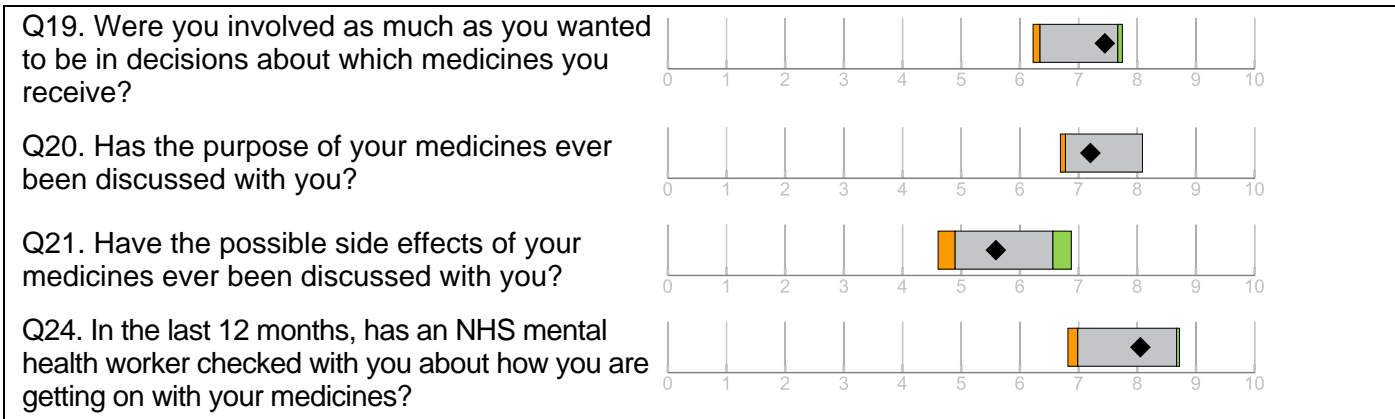 Q19. Were you involved as much as you wanted
to be in decisions about which medicines you
receive?
0 1 2 3 4 5 6 7 8 9 10
Q20. Has the purpose of your medicines ever
been discussed with you?
0 1 2 3 4 5 6 7 8 9 10
Q21. Have the possible side effects of your
medicines ever been discussed with you?
0 1 2 3 4 5 6 7 8 9 10
Q24. In the last 12 months, has an NHS mental
health worker checked with you about how you are
getting on with your medicines?
0 1 2 3 4 5 6 7 8 9 10